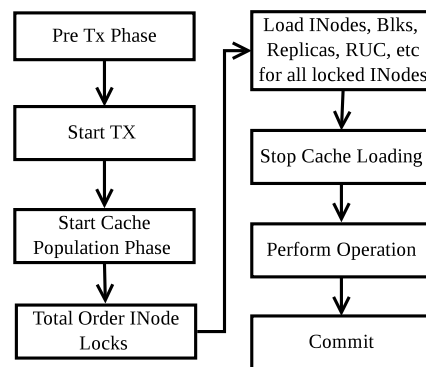 Pre Tx Phase
Start TX
Start Cache
Population Phase
Total Order INode
Locks
Load INodes, Blks,
Replicas, RUC, etc
for all locked INodes
Stop Cache Loading
Perform Operation
Commit